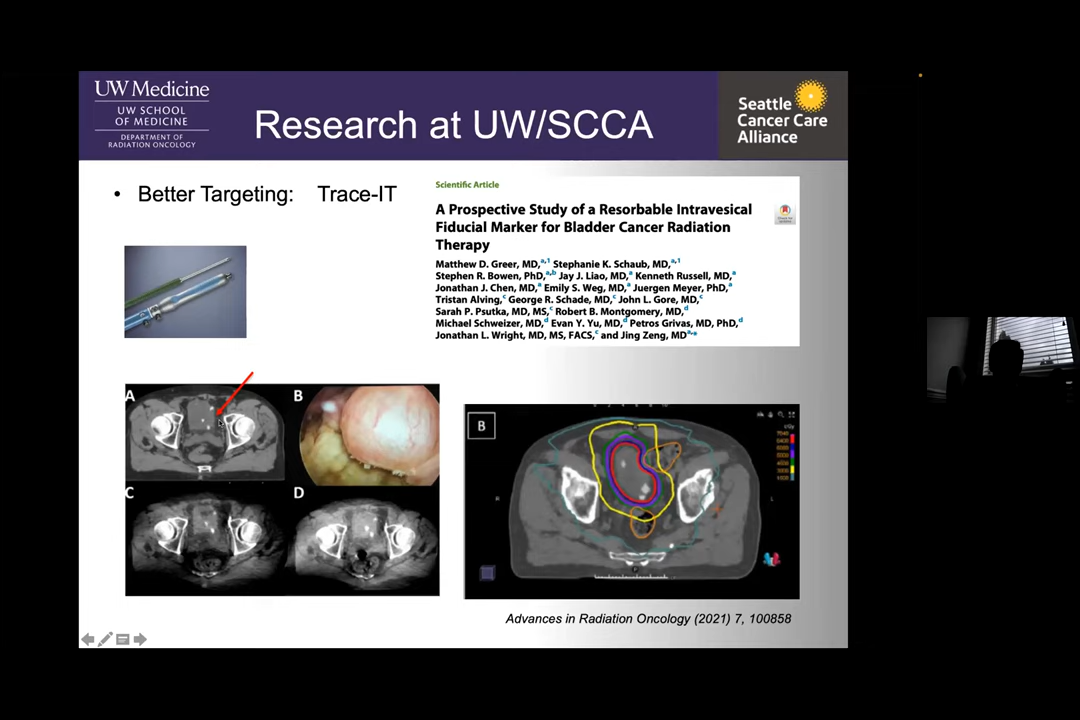 UW Medicine
UW SCHOOL
OF MEDICINE
DEPARTMENT OF
RADIATION ONCOLOGY
Research at UW/SCCA
Seattle
Cancer Care
Alliance
• Better Targeting: Trace-IT
Scientific Article
A Prospective Study of a Resorbable Intravesical
Fiducial Marker for Bladder Cancer Radiation
Therapy
Matthew D. Greer, MD,a,1 Stephanie K. Schaub, MD,a,1
Stephen R. Bowen, PhD,a,b Jay J. Liao, MD,a Kenneth Russell, MD,a
Jonathan J. Chen, MD,a Emily S. Weg, MD,a Juergen Meyer, PhD,a
Tristan Alving,c George R. Schade, MD,c John L. Gore, MD,c
Sarah P. Psutka, MD, MS,c Robert B. Montgomery, MD,d
Michael Schweizer, MD,d Evan Y. Yu, MD,d Petros Grivas, MD, PhD,d
Jonathan L. Wright, MD, MS, FACS,c and Jing Zeng, MDa,*
A
B
C
D
B
Advances in Radiation Oncology (2021) 7, 100858